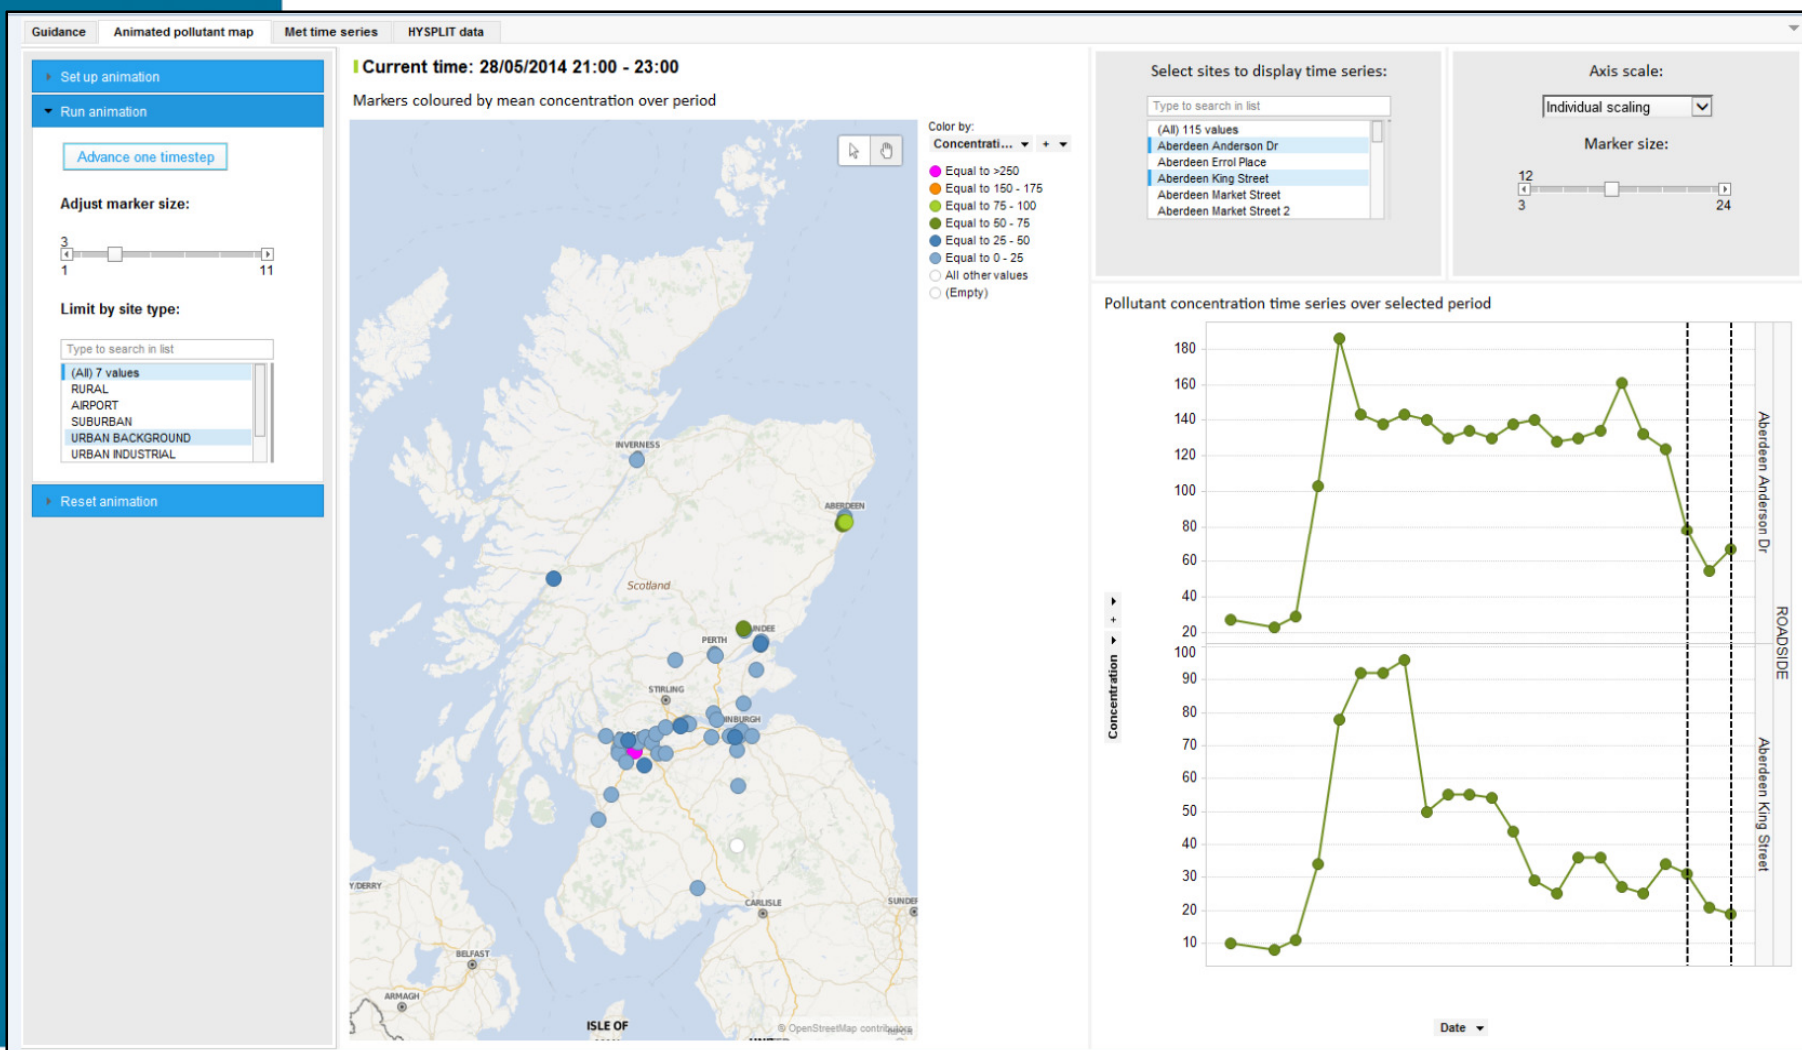 Guidance
Animated pollutant map
Met time series
HYSPLIT data
Set up animation
Run animation
Advance one timestep
Adjust marker size:
3
1
11
Limit by site type:
Type to search in list
(All) 7 values
RURAL
AIRPORT
SUBURBAN
URBAN BACKGROUND
URBAN INDUSTRIAL
Reset animation
Current time: 28/05/2014 21:00 - 23:00
Markers coloured by mean concentration over period
INVERNESS
ABERDEEN
Scotland
UNDEE
PERTH
STIRLING
INBURGH
Y/DERRY
CARLISLE
SUNDER
BELFAST
ARMAGH
ISLE OF
© OpenStreetMap contributors
Color by:
Concentrati...
+
Equal to >250
Equal to 150 - 175
Equal to 75 - 100
Equal to 50 - 75
Equal to 25 - 50
Equal to 0 - 25
All other values
(Empty)
Select sites to display time series:
Type to search in list
(All) 115 values
Aberdeen Anderson Dr
Aberdeen Errol Place
Aberdeen King Street
Aberdeen Market Street
Aberdeen Market Street 2
Axis scale:
Individual scaling
Marker size:
12
3
24
Pollutant concentration time series over selected period
180
160
140
120
100
80
60
40
20
100
90
80
70
60
50
40
30
20
10
Concentration
+
Aberdeen Anderson Dr
Aberdeen King Street
ROADSIDE
Date